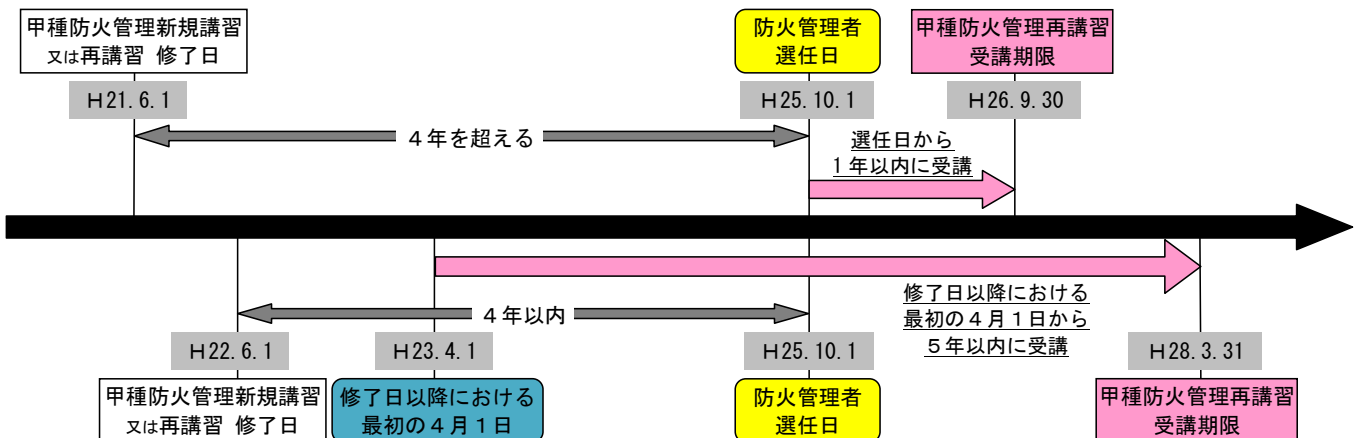 甲種防火管理新規講習
又は再講習 修了日
防火管理者
選任日
甲種防火管理再講習
受講期限
Ｈ21.6.1
Ｈ25.10.1
Ｈ26.9.30
４年を超える
選任日から
1年以内に受講
４年以内
修了日以降における
最初の４月１日から
５年以内に受講
Ｈ22.6.1
Ｈ23.4.1
Ｈ25.10.1
Ｈ28.3.31
甲種防火管理新規講習
又は再講習 修了日
修了日以降における
最初の４月１日
防火管理者
選任日
甲種防火管理再講習
受講期限